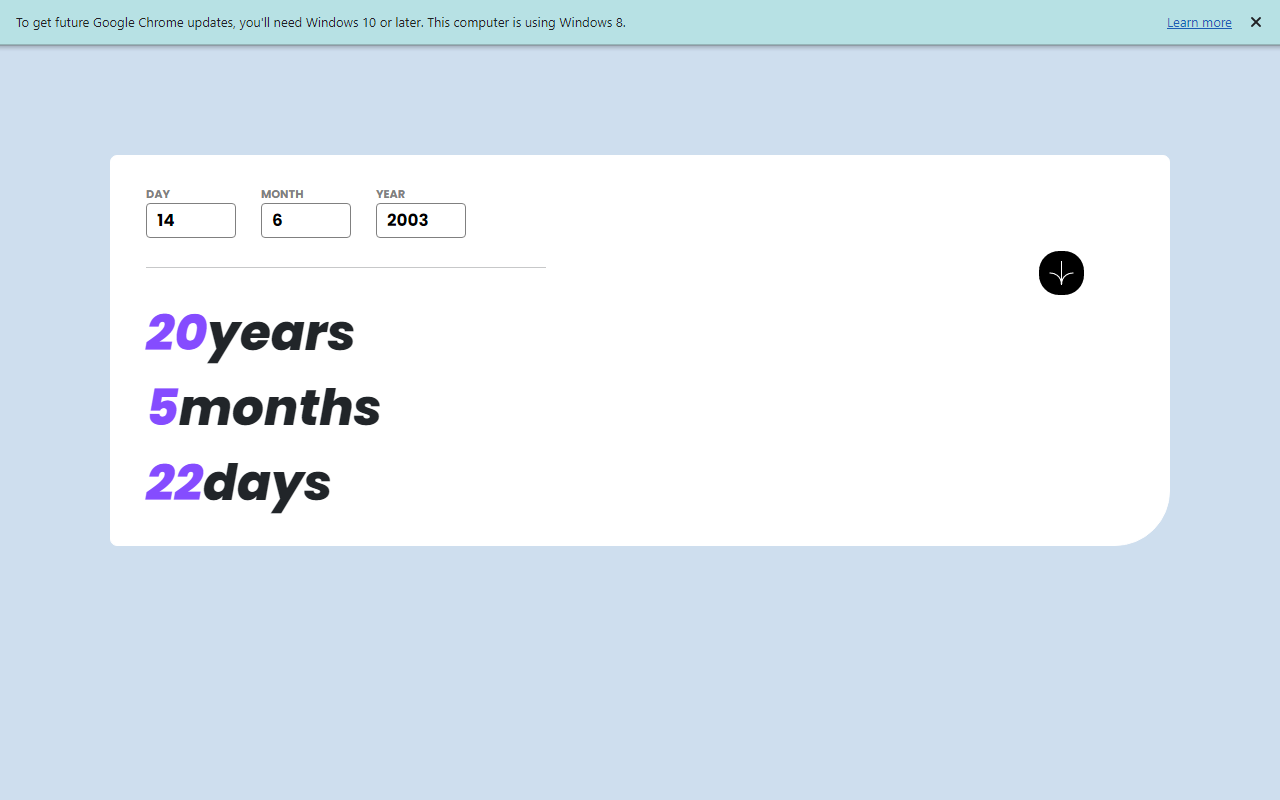 To get future Google Chrome updates, you'll need Windows 10 or later. This computer is using Windows 8.
Learn more
DAY MONTH YEAR
14 6 2003
20years
5months
22days